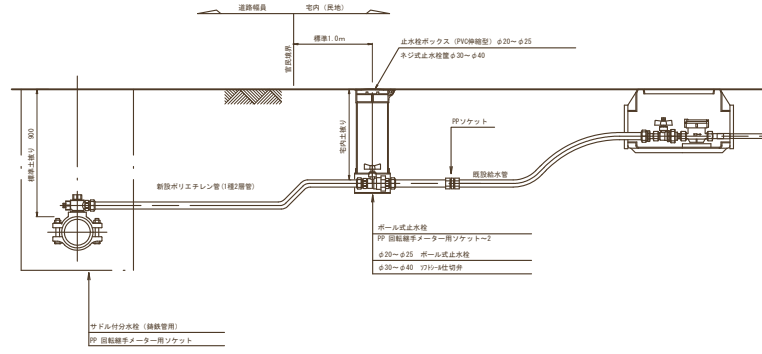 道路幅員
宅内（民地）
標準1.0m
官民境界
止水栓ボックス（PVC伸縮型）φ20～φ25
ネジ式止水栓筐φ30～φ40
標準土被り 900
宅内土被り
PPソケット
新設ポリエチレン管(1種2層管)
既設給水管
ボール式止水栓
PP 回転継手メーター用ソケット～2
φ20～φ25 ボール式止水栓
φ30～φ40 ソフトシール仕切弁
サドル付分水栓（鋳鉄管用）
PP 回転継手メーター用ソケット